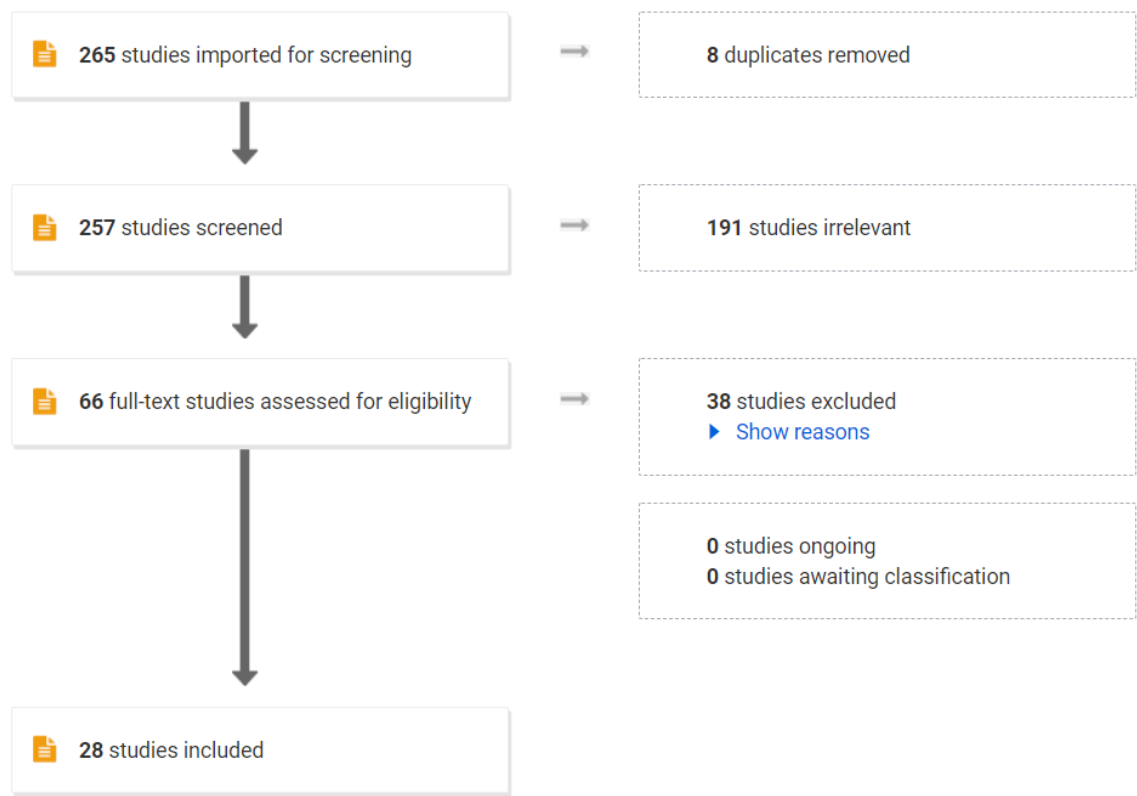 265 studies imported for screening
8 duplicates removed
257 studies screened
191 studies irrelevant
66 full-text studies assessed for eligibility
38 studies excluded
Show reasons
0 studies ongoing
0 studies awaiting classification
28 studies included